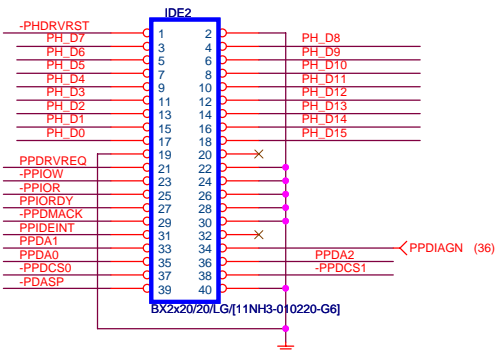 IDE2
-PHDRVRST 1 2
PH_D7 3 4 PH_D8
PH_D6 5 6 PH_D9
PH_D5 7 8 PH_D10
PH_D4 9 10 PH_D11
PH_D3 11 12 PH_D12
PH_D2 13 14 PH_D13
PH_D1 15 16 PH_D14
PH_D0 17 18 PH_D15
19 20
PPDRVREQ 21 22
-PPIOW 23 24
-PPIOR 25 26
PPIORDY 27 28
-PPDMACK 29 30
PPIDEINT 31 32
PPDA1 33 34 PPDIAGN (36)
PPDA0 35 36 PPDA2
-PPDCS0 37 38 -PPDCS1
-PDASP 39 40
BX2x20/20/LG/[11NH3-010220-G6]